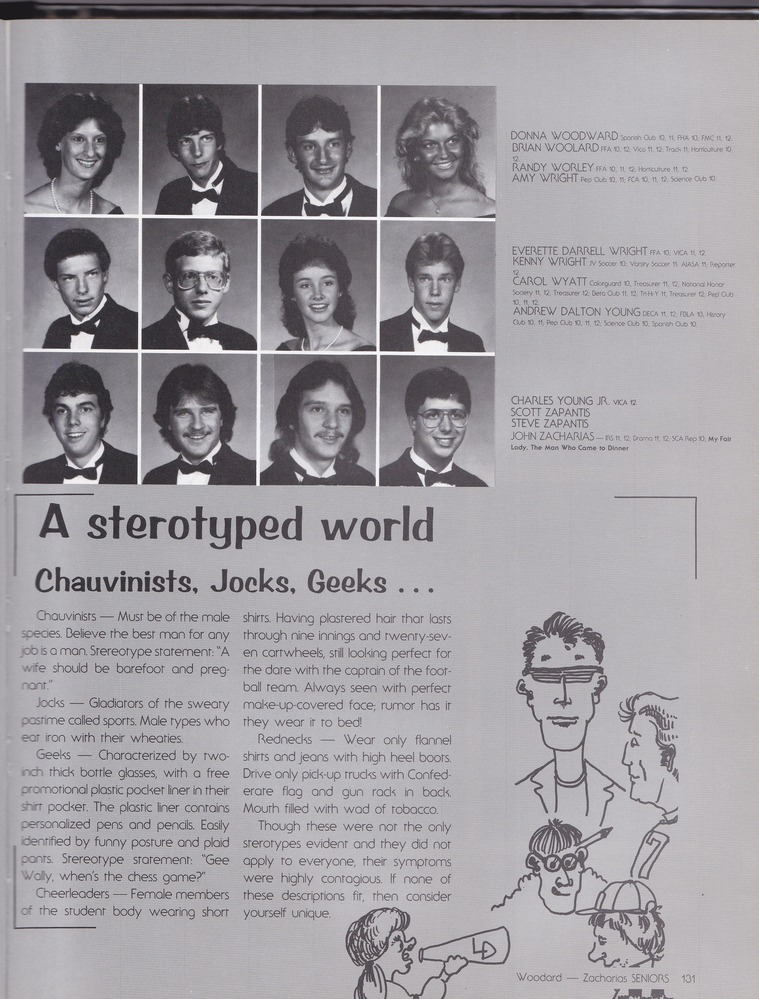 DONNA WOODWARD Spanish Club 10, 11, FHA 10; FMC 11, 12.
BRIAN WOOLARD FFA 10, 12; Vica 11, 12; Track 11; Horticulture 10,
12.
RANDY WORLEY FFA 10, 11, 12; Horticulture 11, 12.
AMY WRIGHT Pep Club 10, 11; FCA 10, 11, 12; Science Club 10.
EVERETTE DARRELL WRIGHT FFA 10; VICA 11, 12.
KENNY WRIGHT JV Soccer 10; Varsity Soccer 11; AIASA 11; Reporter
12.
CAROL WYATT Colorguard 10, Treasurer 11, 12; National Honor
Society 11, 12, Treasurer 12; Beta Club 11, 12; Tri-Hi-Y 11, Treasurer 12; Pep Club
10, 11, 12.
ANDREW DALTON YOUNG DECA 11, 12; FBLA 10, History
Club 10, 11; Pep Club 10, 11, 12; Science Club 10, Spanish Club 10.
CHARLES YOUNG JR. VICA 12.
SCOTT ZAPANTIS
STEVE ZAPANTIS
JOHN ZACHARIAS — 11, 12; Drama 11, 12; SCA Rep 10; My Fair
Lady, The Man Who Came to Dinner
A sterotyped world
Chauvinists, Jocks, Geeks . . .
Chauvinists — Must be of the male
species. Believe the best man for any
job is a man. Stereotype statement: "A
wife should be barefoot and preg-
nant."
Jocks — Gladiators of the sweaty
pastime called sports. Male types who
eat iron with their wheaties.
Geeks — Characterized by two-
inch thick bottle glasses, with a free
promotional plastic pocket liner in their
shirt pocket. The plastic liner contains
personalized pens and pencils. Easily
identified by funny posture and plaid
pants. Stereotype statement: "Gee
Wally, when's the chess game?"
Cheerleaders — Female members
of the student body wearing short
shirts. Having plastered hair that lasts
through nine innings and twenty-sev-
en cartwheels, still looking perfect for
the date with the captain of the foot-
ball team. Always seen with perfect
make-up-covered face; rumor has it
they wear it to bed!
Rednecks — Wear only flannel
shirts and jeans with high heel boots.
Drive only pick-up trucks with Confed-
erate flag and gun rack in back.
Mouth filled with wad of tobacco.
Though these were not the only
sterotypes evident and they did not
apply to everyone, their symptoms
were highly contagious. If none of
these descriptions fit, then consider
yourself unique.
Woodard — Zacharias SENIORS 131